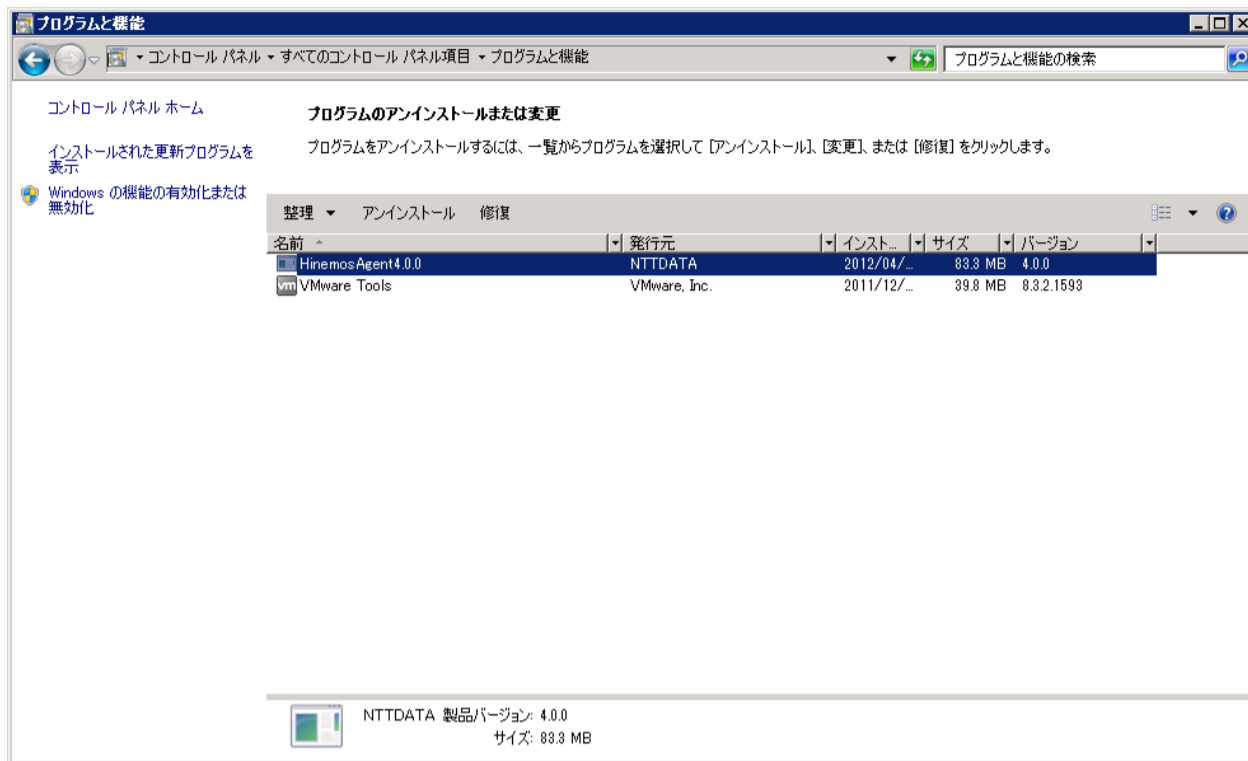 プログラムと機能
コントロール パネル すべてのコントロール パネル項目 プログラムと機能
プログラムと機能の検索
コントロール パネル ホーム
インストールされた更新プログラムを
表示
Windows の機能の有効化または
無効化
プログラムのアンインストールまたは変更
プログラムをアンインストールするには、一覧からプログラムを選択して [アンインストール]、[変更]、または [修復] をクリックします。
整理 アンインストール 修復
名前 発行元 インスト... サイズ バージョン
HinemosAgent4.0.0 NTTDATA 2012/04/... 83.3 MB 4.0.0
vm VMware Tools VMware, Inc. 2011/12/... 39.8 MB 8.3.2.1593
NTTDATA 製品バージョン: 4.0.0
サイズ: 83.3 MB